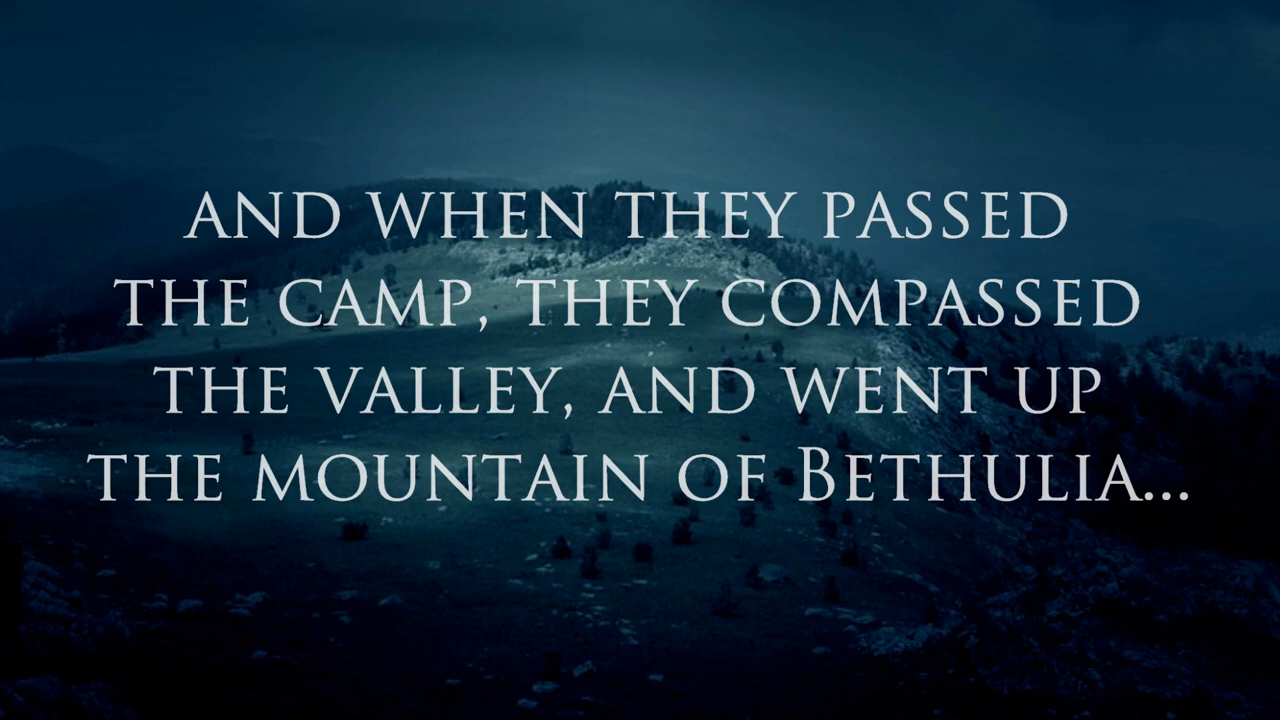 AND WHEN THEY PASSED
THE CAMP, THEY COMPASSED
THE VALLEY, AND WENT UP
THE MOUNTAIN OF BETHULIA...